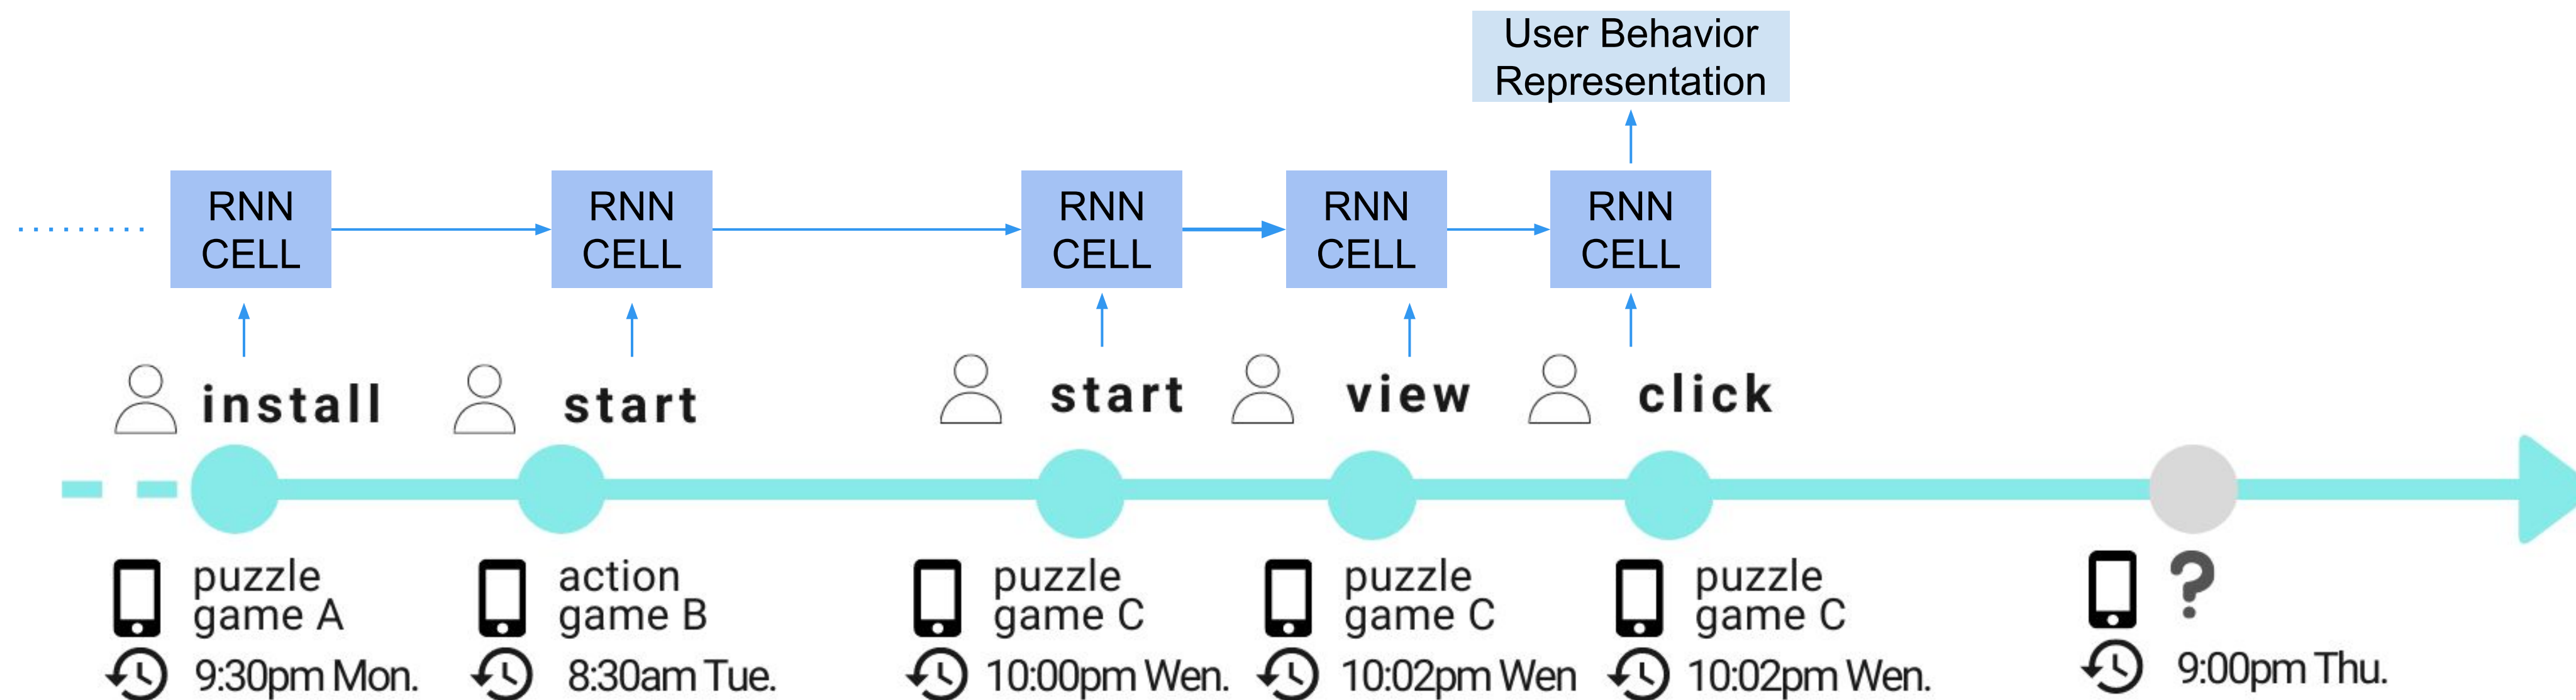 User Behavior
Representation
RNN
CELL
RNN
CELL
RNN
CELL
RNN
CELL
RNN
CELL
install
start
start
view
click
puzzle
game A
9:30pm Mon.
action
game B
8:30am Tue.
puzzle
game C
10:00pm Wen.
puzzle
game C
10:02pm Wen
puzzle
game C
10:02pm Wen.
?
9:00pm Thu.